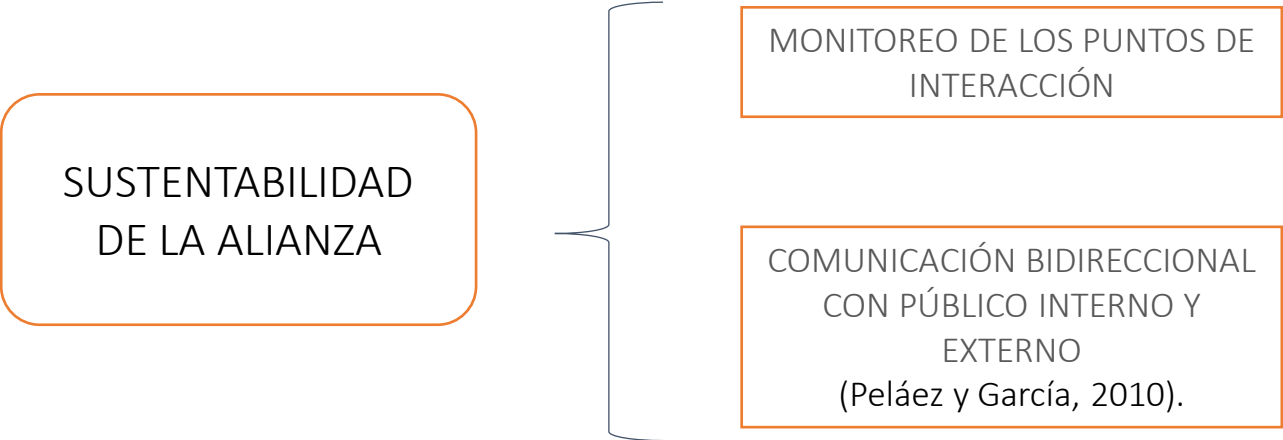 SUSTENTABILIDAD
DE LA ALIANZA
MONITOREO DE LOS PUNTOS DE
INTERACCIÓN
COMUNICACIÓN BIDIRECCIONAL
CON PÚBLICO INTERNO Y
EXTERNO
(Peláez y García, 2010).